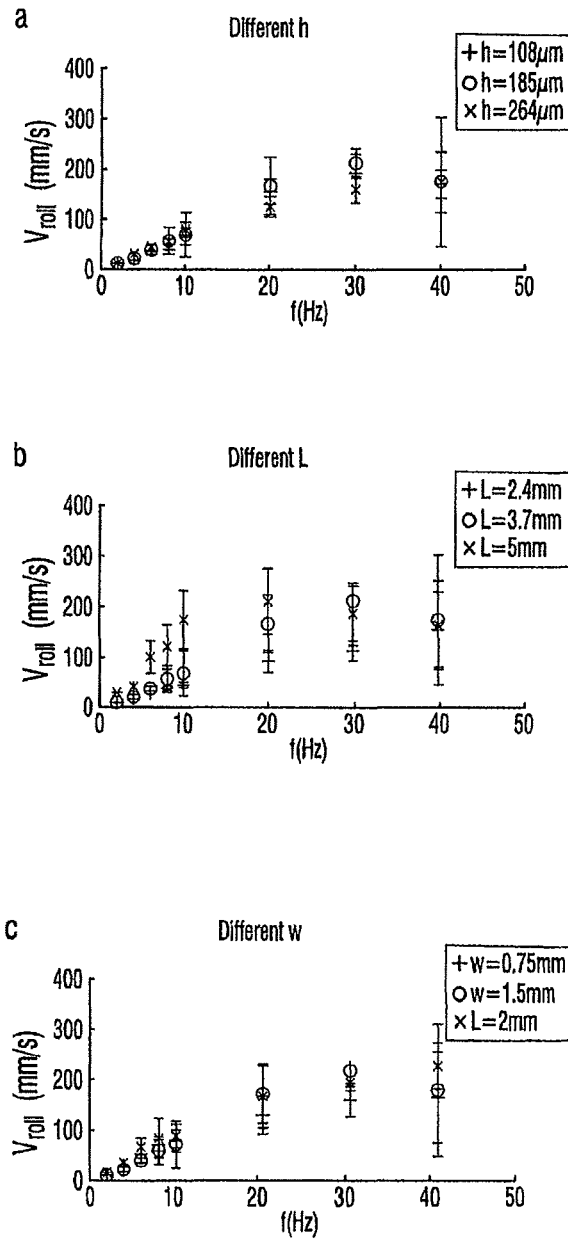 a
Different h
+ h=108µm
O h=185µm
× h=264µm
400
300
200
100
0
V_roll (mm/s)
0 10 20 30 40 50
f(Hz)
b
Different L
+ L=2.4mm
O L=3.7mm
× L=5mm
400
300
200
100
0
V_roll (mm/s)
0 10 20 30 40 50
f(Hz)
c
Different w
+ w=0.75mm
O w=1.5mm
× L=2mm
400
300
200
100
0
V_roll (mm/s)
0 10 20 30 40 50
f(Hz)